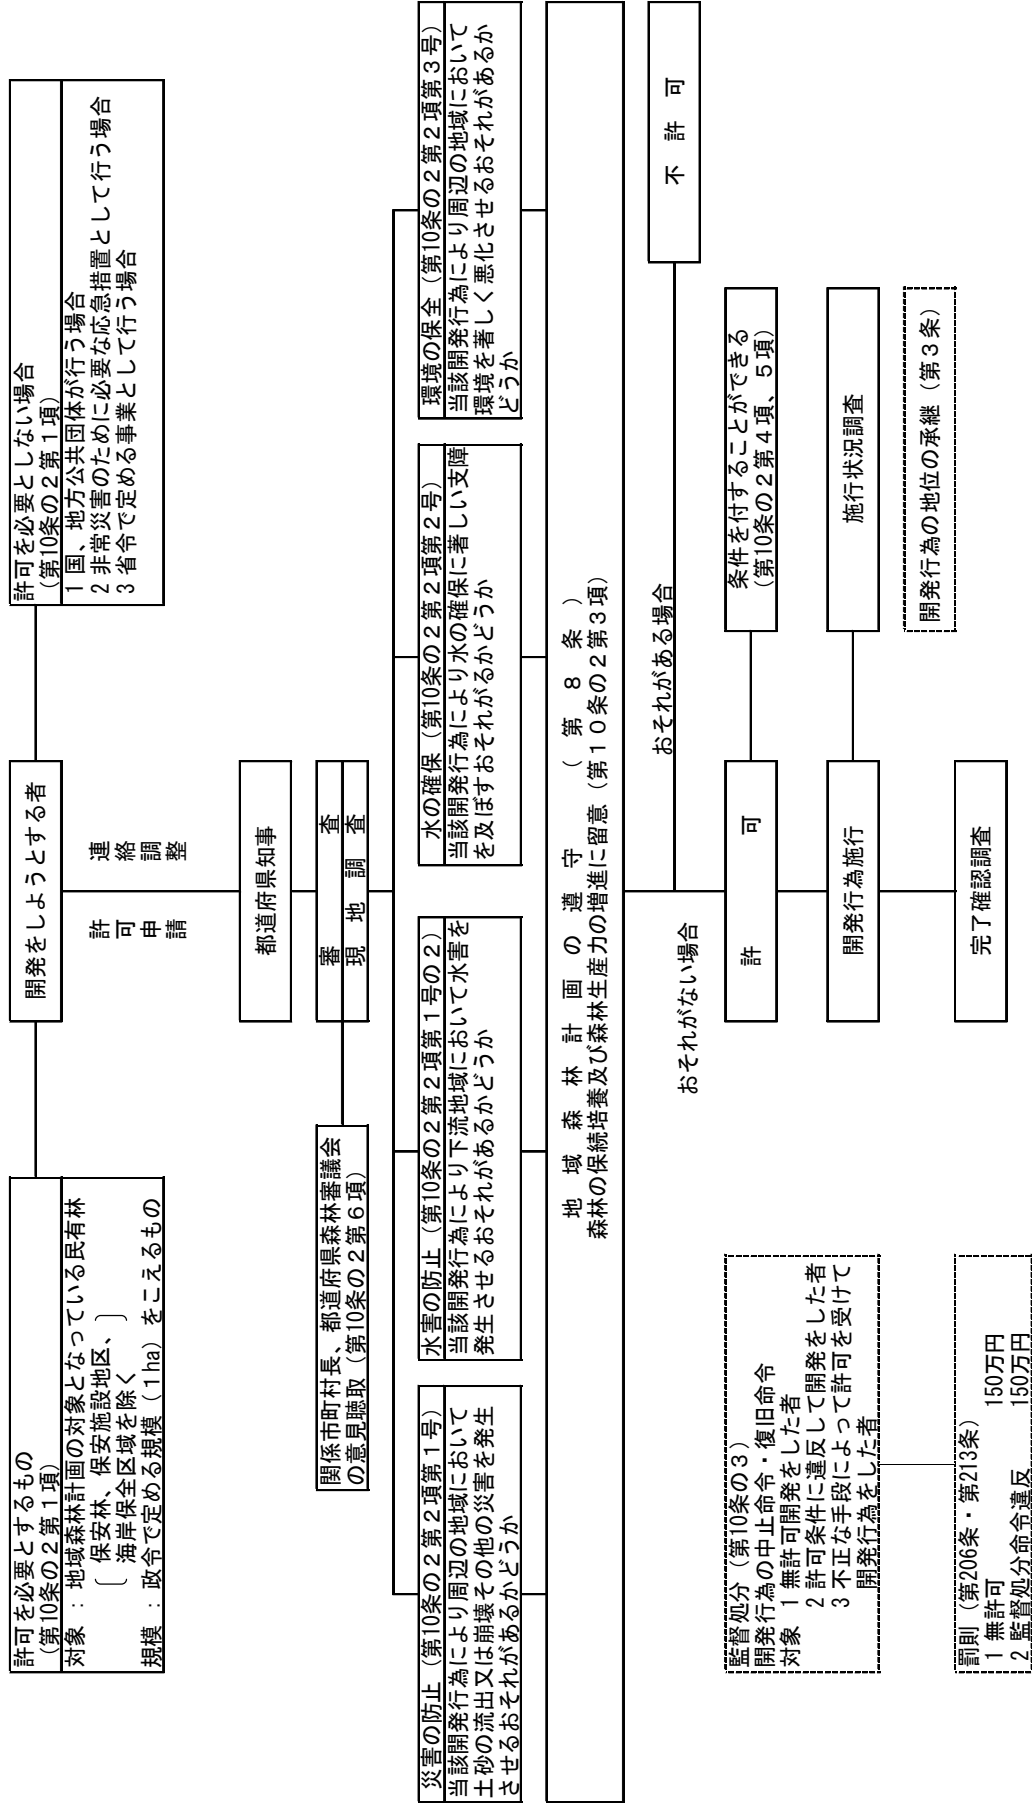 許可を必要とするもの
(第10条の2第1項)
対象 : 地域森林計画の対象となっている民有林
〔 保安林、保安施設地区、 〕
海岸保全区域を除く
規模 : 政令で定める規模(1ha)をこえるもの
開発をしようとする者
許可を必要としない場合
(第10条の2第1項)
1 国、地方公共団体が行う場合
2 非常災害のために必要な応急措置として行う場合
3 省令で定める事業として行う場合
許可申請
連絡調整
都道府県知事
関係市町村長、都道府県森林審議会
の意見聴取(第10条の2第6項)
審査
現地調査
災害の防止(第10条の2第2項第1号)
当該開発行為により周辺の地域において
土砂の流出又は崩壊その他の災害を発生
させるおそれがあるかどうか
水害の防止(第10条の2第2項第1号の2)
当該開発行為により下流地域において水害を
発生させるおそれがあるかどうか
水の確保(第10条の2第2項第2号)
当該開発行為により水の確保に著しい支障
を及ぼすおそれがるかどうか
環境の保全(第10条の2第2項第3号)
当該開発行為により周辺の地域において
環境を著しく悪化させるおそれがあるか
どうか
地域森林計画の遵守(第8条)
森林の保続培養及び森林生産力の増進に留意(第10条の2第3項)
おそれがない場合
おそれがある場合
不許可
許可
条件を付することができる
(第10条の2第4項、5項)
開発行為施行
施行状況調査
完了確認調査
開発行為の地位の承継(第3条)
監督処分(第10条の3)
開発行為の中止命令・復旧命令
対象 1 無許可開発をした者
2 許可条件に違反して開発をした者
3 不正な手段によって許可を受けて
開発行為をした者
罰則(第206条・第213条)
1 無許可 150万円
2 監督処分命令違反 150万円